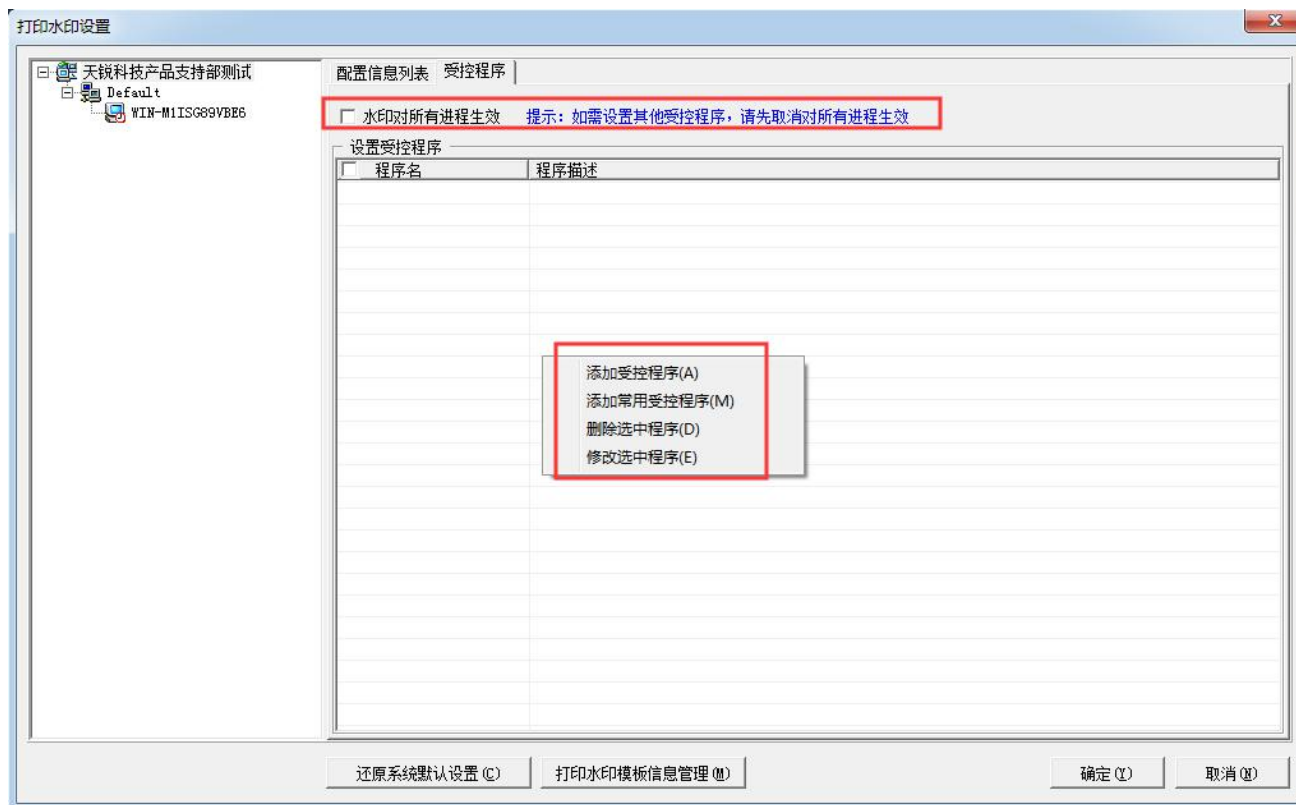 打印水印设置
天锐科技产品支持部测试
Default
WIN-M1ISG89VBE6
配置信息列表 受控程序
水印对所有进程生效 提示：如需设置其他受控程序，请先取消对所有进程生效
设置受控程序
程序名 程序描述
添加受控程序(A)
添加常用受控程序(M)
删除选中程序(D)
修改选中程序(E)
还原系统默认设置(C) 打印水印模板信息管理(M) 确定(Y) 取消(N)